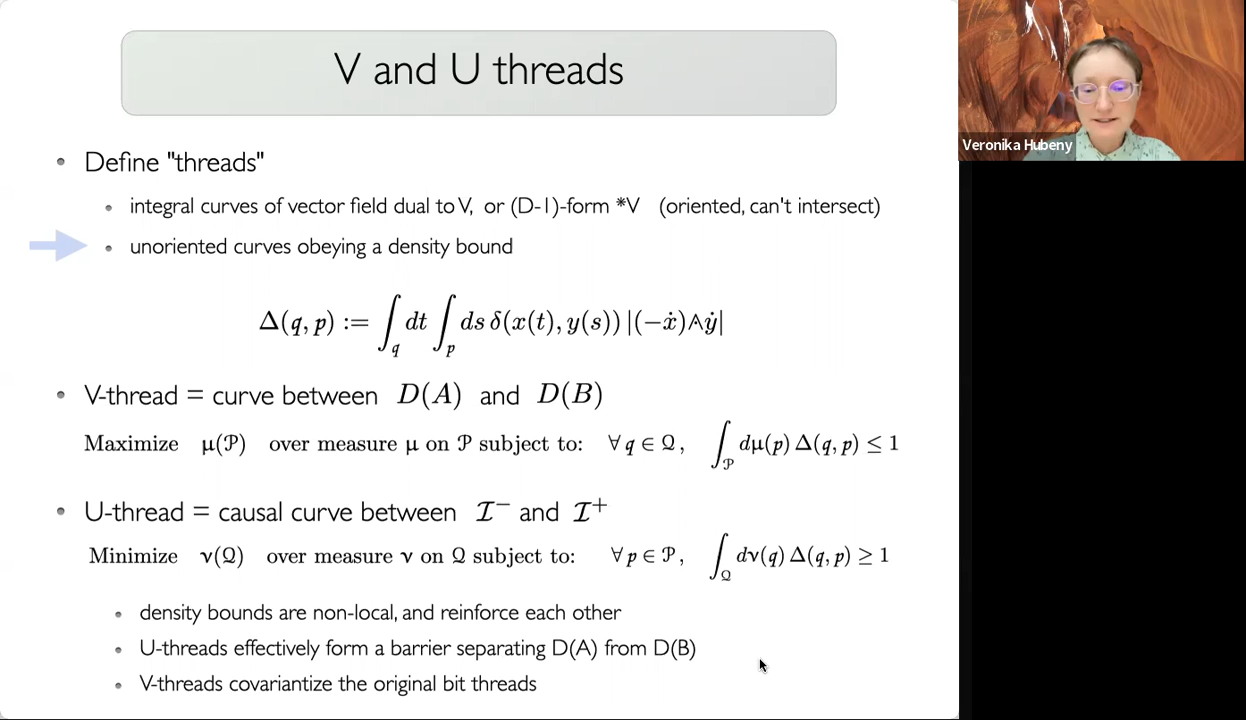 V and U threads
Veronika Hubeny
• Define "threads"
• integral curves of vector field dual to V, or (D-1)-form *V (oriented, can't intersect)
• unoriented curves obeying a density bound
Δ(q, p) := ∫_q dt ∫_p ds δ(x(t), y(s)) |(−ẋ)∧ẏ|
• V-thread = curve between D(A) and D(B)
Maximize μ(𝒫) over measure μ on 𝒫 subject to: ∀ q ∈ 𝒬, ∫_𝒫 dμ(p) Δ(q, p) ≤ 1
• U-thread = causal curve between ℐ⁻ and ℐ⁺
Minimize ν(𝒬) over measure ν on 𝒬 subject to: ∀ p ∈ 𝒫, ∫_𝒬 dν(q) Δ(q, p) ≥ 1
• density bounds are non-local, and reinforce each other
• U-threads effectively form a barrier separating D(A) from D(B)
• V-threads covariantize the original bit threads